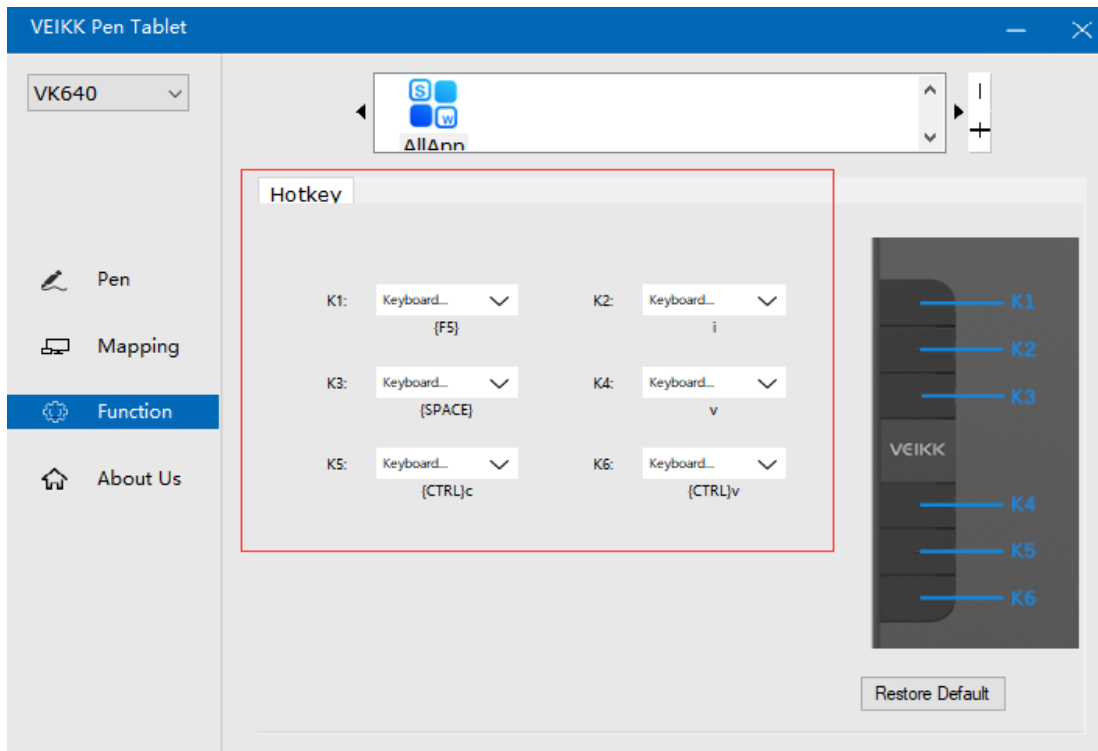 VEIKK Pen Tablet
VK640
S
W
AllApp
Hotkey
K1: Keyboard... K2: Keyboard...
{F5} i
K3: Keyboard... K4: Keyboard...
{SPACE} v
K5: Keyboard... K6: Keyboard...
{CTRL}c {CTRL}v
Pen
Mapping
Function
About Us
K1
K2
K3
VEIKK
K4
K5
K6
Restore Default